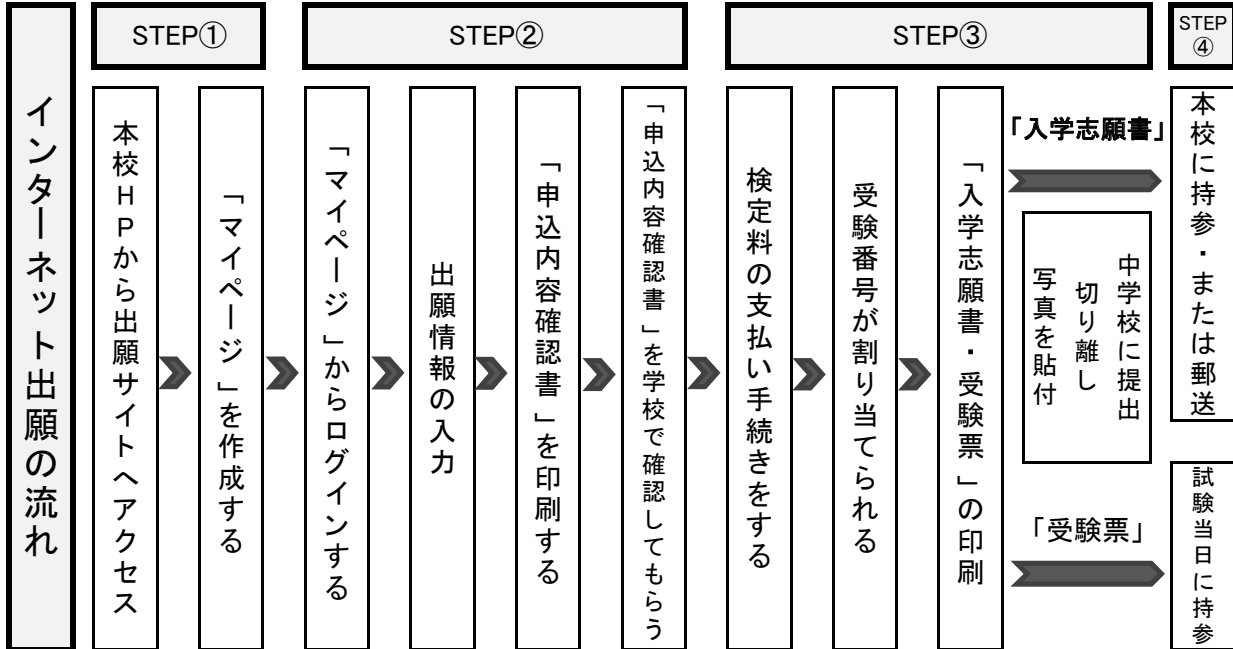 インターネット出願の流れ
STEP①
本校HPから出願サイトへアクセス
「マイページ」を作成する
STEP②
「マイページ」からログインする
出願情報の入力
「申込内容確認書」を印刷する
「申込内容確認書」を学校で確認してもらう
STEP③
検定料の支払い手続きをする
受験番号が割り当てられる
「入学志願書・受験票」の印刷
「入学志願書」
中学校に提出
切り離し
写真を貼付
「受験票」
STEP
④
本校に持参・または郵送
試験当日に持参